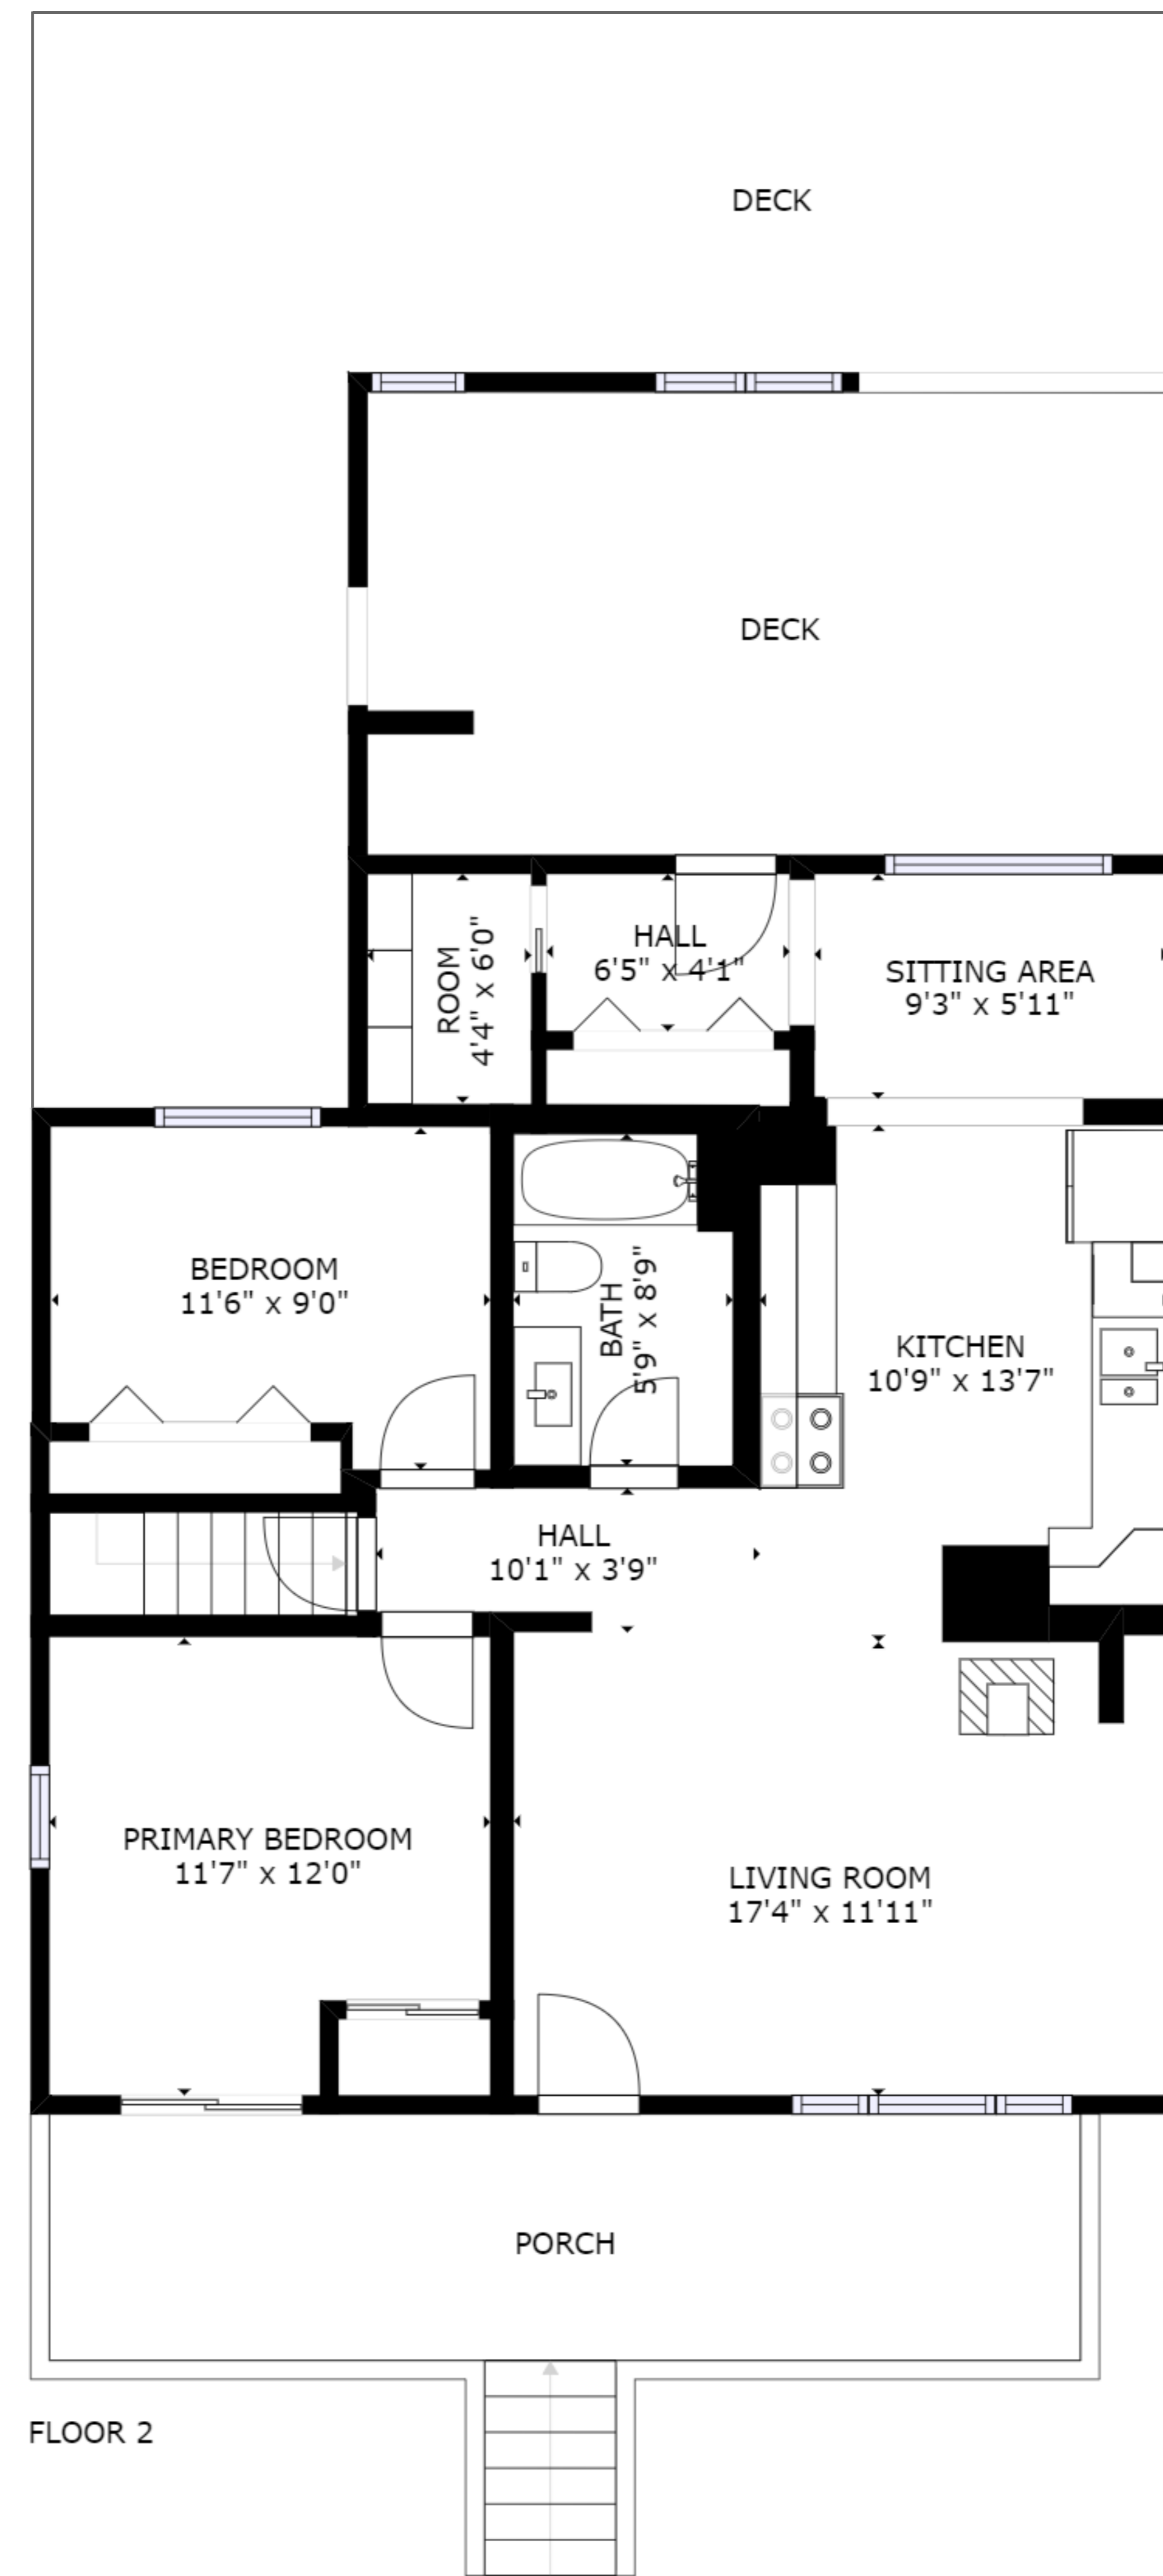 DECK
DECK
ROOM
4'4" x 6'0"
HALL
6'5" x 4'1"
SITTING AREA
9'3" x 5'11"
BEDROOM
11'6" x 9'0"
BATH
5'9" x 8'9"
KITCHEN
10'9" x 13'7"
HALL
10'1" x 3'9"
PRIMARY BEDROOM
11'7" x 12'0"
LIVING ROOM
17'4" x 11'11"
PORCH
FLOOR 2